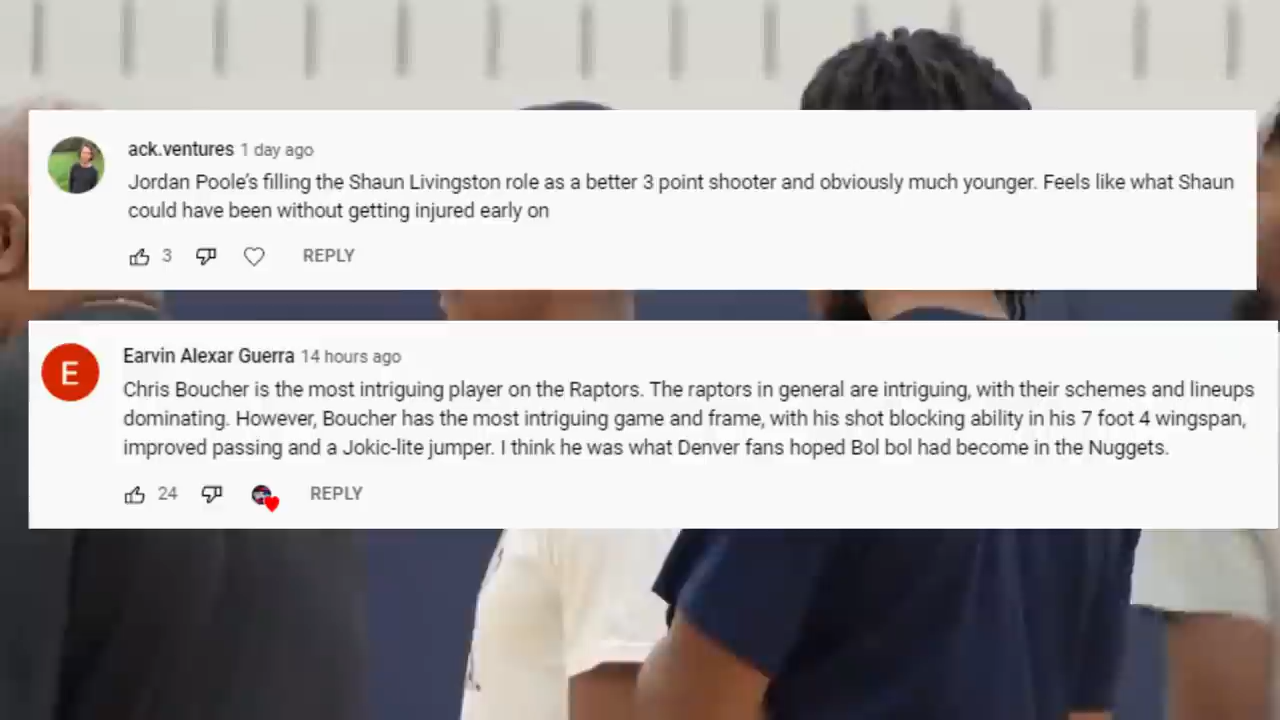 ack.ventures 1 day ago
Jordan Poole's filling the Shaun Livingston role as a better 3 point shooter and obviously much younger. Feels like what Shaun
could have been without getting injured early on
3 REPLY
E
Earvin Alexar Guerra 14 hours ago
Chris Boucher is the most intriguing player on the Raptors. The raptors in general are intriguing, with their schemes and lineups
dominating. However, Boucher has the most intriguing game and frame, with his shot blocking ability in his 7 foot 4 wingspan,
improved passing and a Jokic-lite jumper. I think he was what Denver fans hoped Bol bol had become in the Nuggets.
24 REPLY